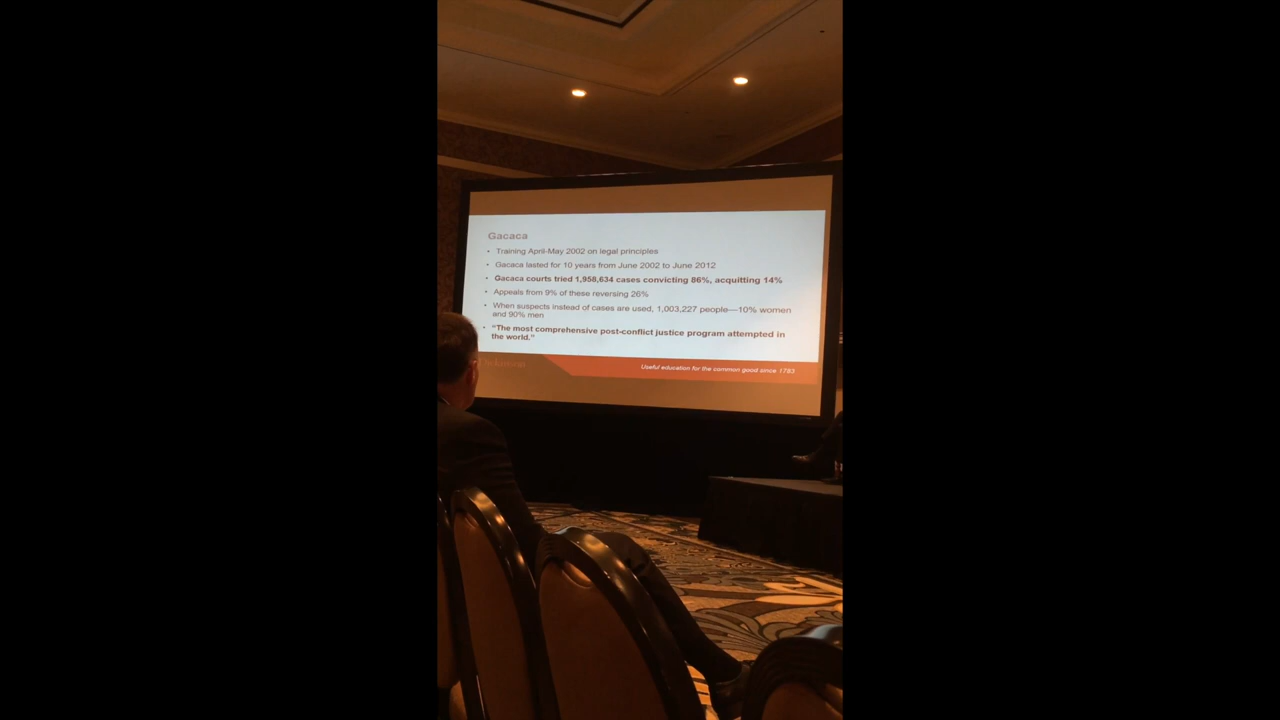 Gacaca
• Training April-May 2002 on legal principles
• Gacaca lasted for 10 years from June 2002 to June 2012
• Gacaca courts tried 1,958,634 cases convicting 86%, acquitting 14%
• Appeals from 9% of these reversing 26%
• When suspects instead of cases are used, 1,003,227 people—10% women
and 90% men
• "The most comprehensive post-conflict justice program attempted in
the world."
Useful education for the common good since 1783